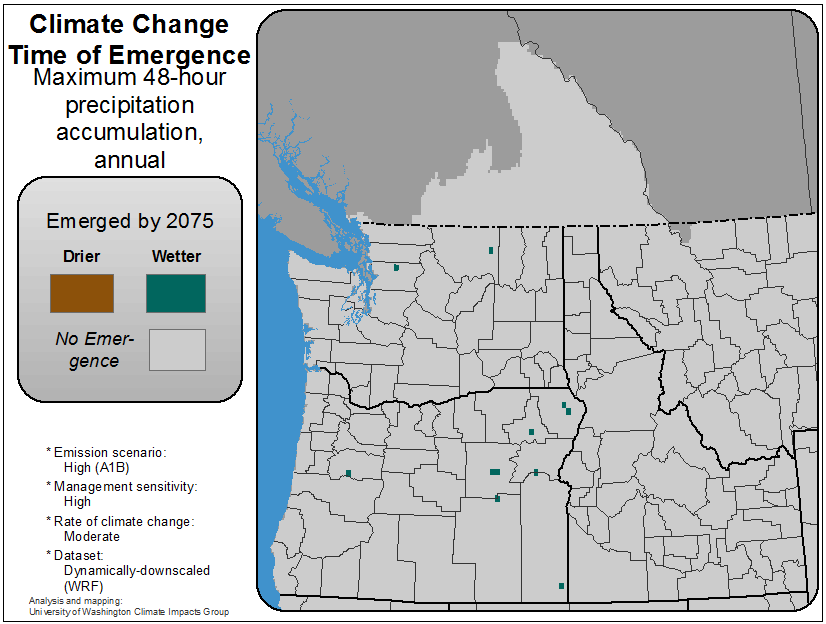 Climate Change
Time of Emergence
Maximum 48-hour
precipitation
accumulation,
annual
Emerged by 2075
Drier Wetter
No Emer-
gence
* Emission scenario:
High (A1B)
* Management sensitivity:
High
* Rate of climate change:
Moderate
* Dataset:
Dynamically-downscaled
(WRF)
Analysis and mapping:
University of Washington Climate Impacts Group